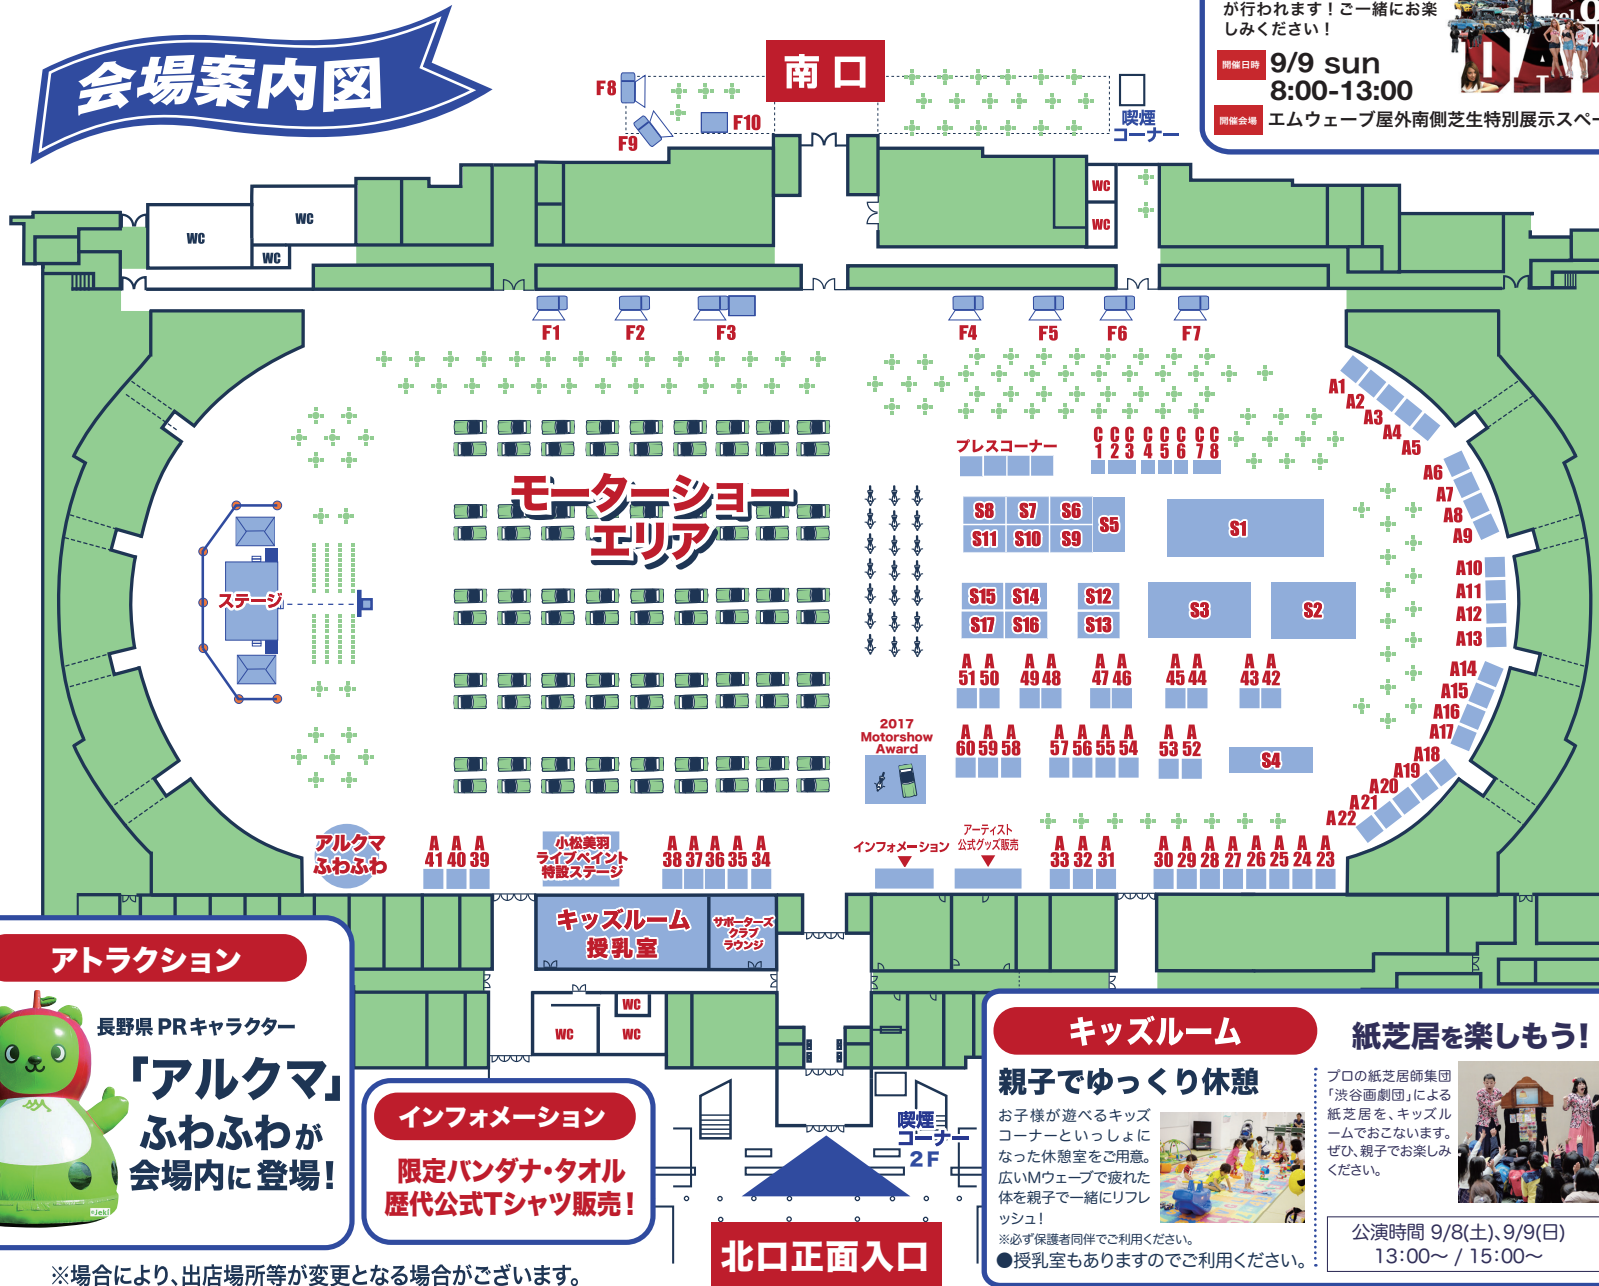 会場案内図
南口
が行われます！ご一緒にお楽
しみください！
開催日時
9/9 sun
8:00-13:00
開催会場
エムウェーブ屋外南側芝生特別展示スペー
F8
F9
F10
喫煙
コーナー
WC
WC
WC
WC
WC
F1
F2
F3
F4
F5
F6
F7
プレスコーナー
C1
C2
C3
C4
C5
C6
C7
C8
A1
A2
A3
A4
A5
A6
A7
A8
A9
A10
A11
A12
A13
A14
A15
A16
A17
A18
A19
A20
A21
A22
モーターショー
エリア
ステージ
S8
S7
S6
S5
S11
S10
S9
S1
S15
S14
S12
S3
S2
S17
S16
S13
A51
A50
A49
A48
A47
A46
A45
A44
A43
A42
2017
Motorshow
Award
A60
A59
A58
A57
A56
A55
A54
A53
A52
S4
アルクマ
ふわふわ
A41
A40
A39
小松美羽
ライブペイント
特設ステージ
A38
A37
A36
A35
A34
インフォメーション
アーティスト
公式グッズ販売
A33
A32
A31
A30
A29
A28
A27
A26
A25
A24
A23
キッズルーム
授乳室
サポーターズ
クラブ
ラウンジ
WC
WC
WC
アトラクション
長野県PRキャラクター
「アルクマ」
ふわふわが
会場内に登場！
©Jeki
インフォメーション
限定バンダナ・タオル
歴代公式Tシャツ販売！
喫煙
コーナー
2F
北口正面入口
キッズルーム
親子でゆっくり休憩
お子様が遊べるキッズ
コーナーといっしょに
なった休憩室をご用意。
広いMウェーブで疲れた
体を親子で一緒にリフレ
ッシュ！
※必ず保護者同伴でご利用ください。
●授乳室もありますのでご利用ください。
紙芝居を楽しもう！
プロの紙芝居師集団
「渋谷画劇団」による
紙芝居を、キッズル
ームでおこないます。
ぜひ、親子でお楽しみ
ください。
公演時間 9/8(土)、9/9(日)
13:00〜 / 15:00〜
※場合により、出店場所等が変更となる場合がございます。